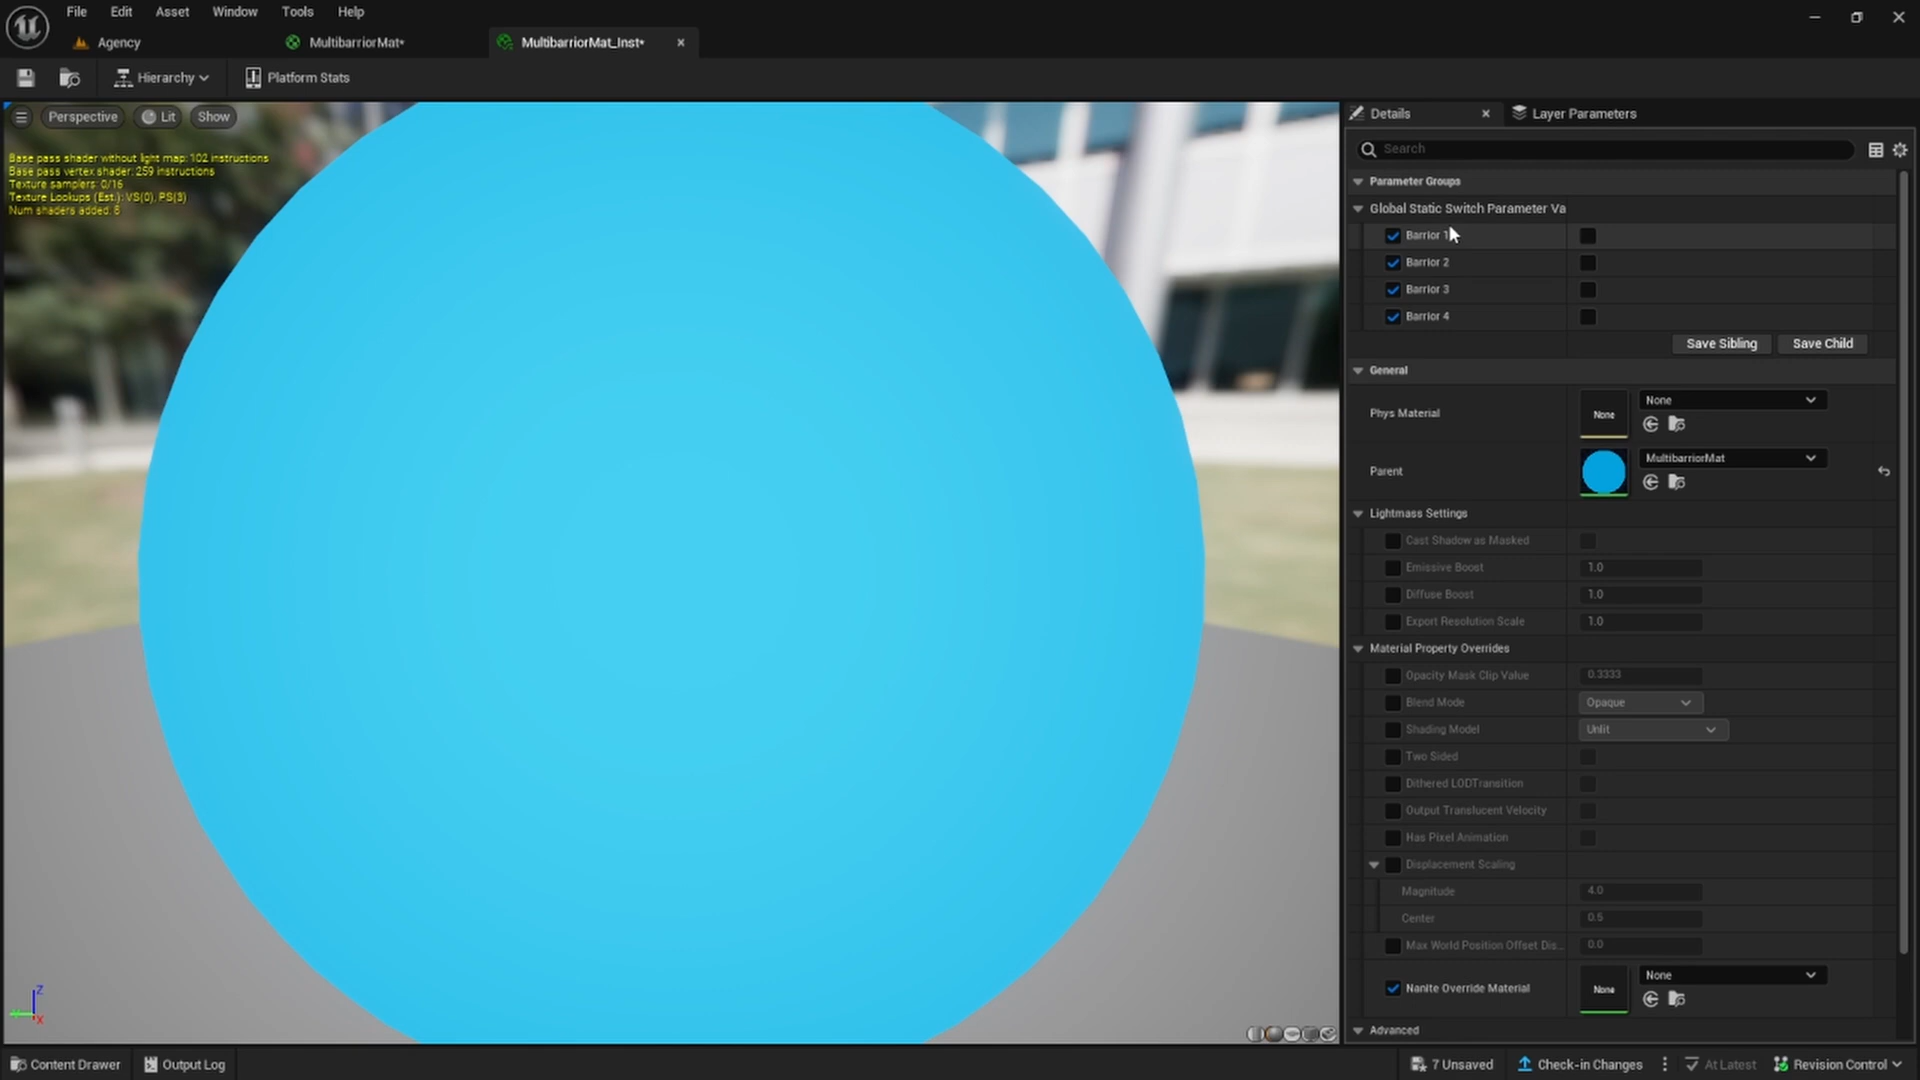 File Edit Asset Window Tools Help
Agency MultibarriorMat* MultibarriorMat_Inst*
Hierarchy Platform Stats
Perspective Lit Show
Base pass shader without light map: 102 instructions
Base pass vertex shader: 259 instructions
Texture samplers: 0/16
Texture Lookups (Est.): VS(0), PS(3)
Num shaders added: 6
Z
X
Details Layer Parameters
Search
Parameter Groups
Global Static Switch Parameter Va
Barrior 1
Barrior 2
Barrior 3
Barrior 4
Save Sibling Save Child
General
Phys Material None None
Parent MultibarriorMat
Lightmass Settings
Cast Shadow as Masked
Emissive Boost 1.0
Diffuse Boost 1.0
Export Resolution Scale 1.0
Material Property Overrides
Opacity Mask Clip Value 0.3333
Blend Mode Opaque
Shading Model Unlit
Two Sided
Dithered LODTransition
Output Translucent Velocity
Has Pixel Animation
Displacement Scaling
Magnitude 4.0
Center 0.5
Max World Position Offset Dis... 0.0
Nanite Override Material None None
Advanced
Content Drawer Output Log 7 Unsaved Check-in Changes At Latest Revision Control